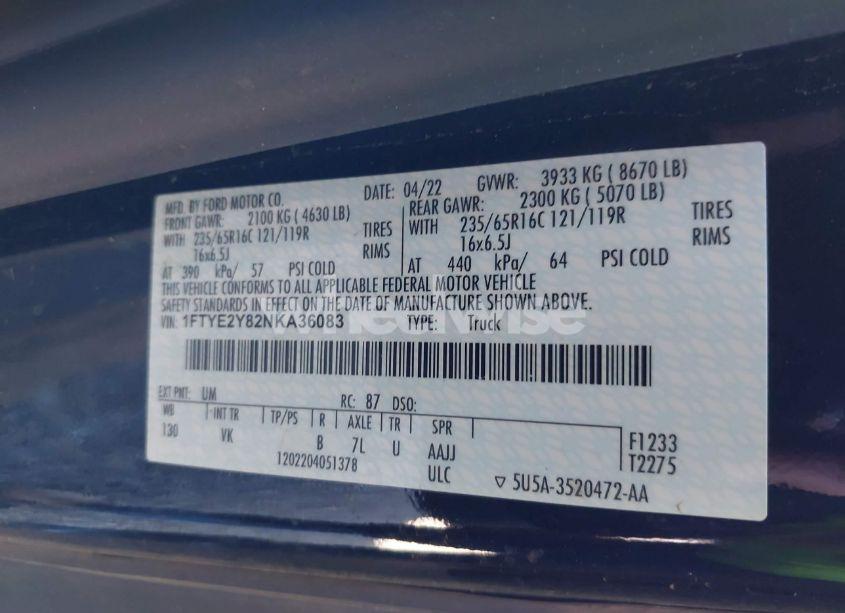 MFD. BY FORD MOTOR CO. DATE: 04/22 GVWR: 3933 KG ( 8670 LB)
FRONT GAWR: 2100 KG ( 4630 LB) REAR GAWR: 2300 KG ( 5070 LB)
WITH 235/65R16C 121/119R TIRES WITH 235/65R16C 121/119R TIRES
16x6.5J RIMS 16x6.5J RIMS
AT 390 kPa/ 57 PSI COLD AT 440 kPa/ 64 PSI COLD
THIS VEHICLE CONFORMS TO ALL APPLICABLE FEDERAL MOTOR VEHICLE
SAFETY STANDARDS IN EFFECT ON THE DATE OF MANUFACTURE SHOWN ABOVE.
VIN: 1FTYE2Y82NKA36083 TYPE: Truck
EXT PNT: UM RC: 87 DSO:
WB INT TR TP/PS R AXLE TR SPR
130 VK B 7L U AAJJ F1233
1202204051378 ULC T2275
▽ 5U5A-3520472-AA